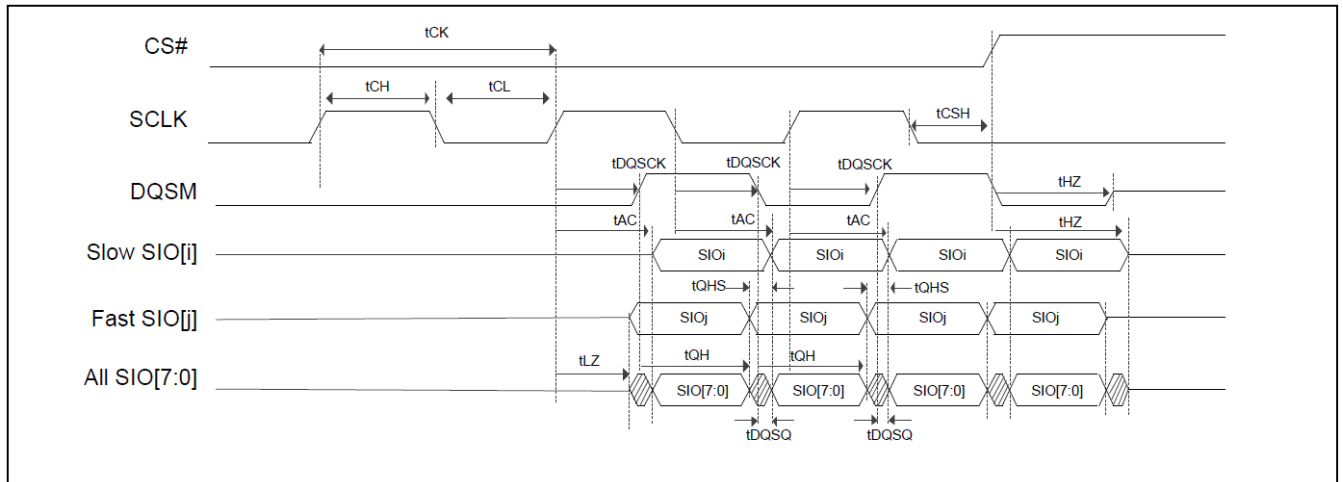 tCK
CS#
tCH
tCL
SCLK
tCSH
tDQSCK
tDQSCK
tDQSCK
DQSM
tHZ
tAC
tAC
tAC
tHZ
Slow SIO[i]
SIOi
SIOi
SIOi
SIOi
tQHS
tQHS
Fast SIO[j]
SIOj
SIOj
SIOj
SIOj
tLZ
tQH
tQH
All SIO[7:0]
SIO[7:0]
SIO[7:0]
SIO[7:0]
SIO[7:0]
tDQSQ
tDQSQ